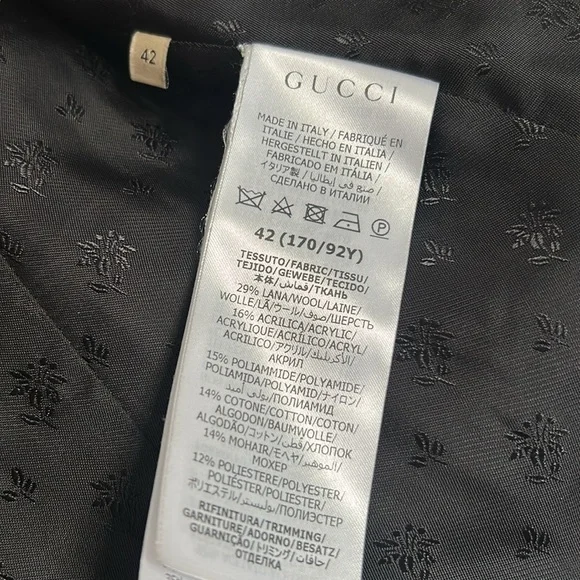 42
GUCCI
MADE IN ITALY / FABRIQUÉ EN
ITALIE / HECHO EN ITALIA /
HERGESTELLT IN ITALIEN /
FABRICADO EM ITÁLIA /
イタリア製 / صنع في إيطاليا /
СДЕЛАНО В ИТАЛИИ
P
42 (170/92Y)
TESSUTO/FABRIC/TISSU/
TEJIDO/GEWEBE/TECIDO/
本体/قماش/ТКАНЬ
29% LANA/WOOL/LAINE/
WOLLE/LÃ/ウール/صوف/ШЕРСТЬ
16% ACRILICA/ACRYLIC/
ACRYLIQUE/ACRYL/
ACRILICO/アクリル/الأكريليك/
АКРИЛ
15% POLIAMMIDE/POLYAMIDE/
POLIAMIDA/POLYAMID/ナイロン/
بولي أميد/ПОЛИАМИД
14% COTONE/COTTON/COTON/
ALGODON/BAUMWOLLE/
ALGODÃO/コットン/قطن/ХЛОПОК
14% MOHAIR/モヘヤ/الموهير/
МОХЕР
12% POLIESTERE/POLYESTER/
POLIÉSTER/POLYESTER/
ポリエステル/بوليستير/ПОЛИЭСТЕР
RIFINITURA/TRIMMING/
GARNITURE/ADORNO/BESATZ/
GUARNIÇÃO/トリミング/حافات/
ОТДЕЛКА